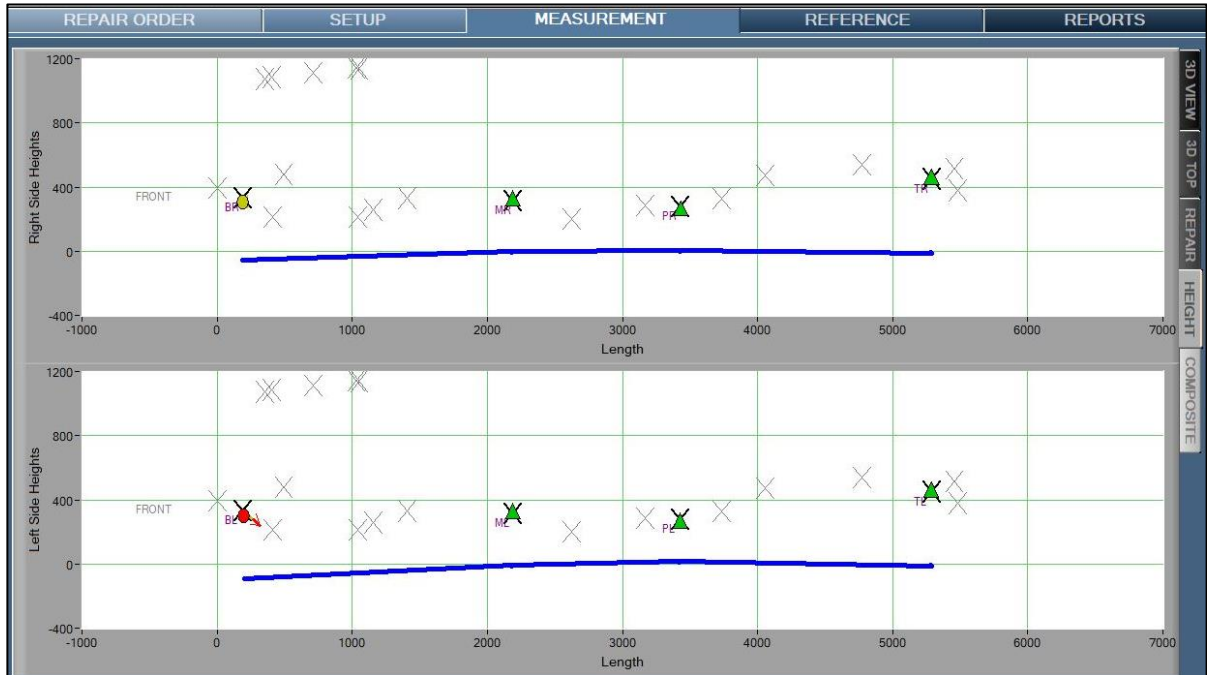 REPAIR ORDER SETUP MEASUREMENT REFERENCE REPORTS
3D VIEW
3D TOP
REPAIR
HEIGHT
COMPOSITE
Right Side Heights
1200
800
400
0
-400
FRONT
BR
MR
PR
TR
-1000 0 1000 2000 3000 4000 5000 6000 7000
Length
Left Side Heights
1200
800
400
0
-400
FRONT
BL
ML
PL
TL
-1000 0 1000 2000 3000 4000 5000 6000 7000
Length